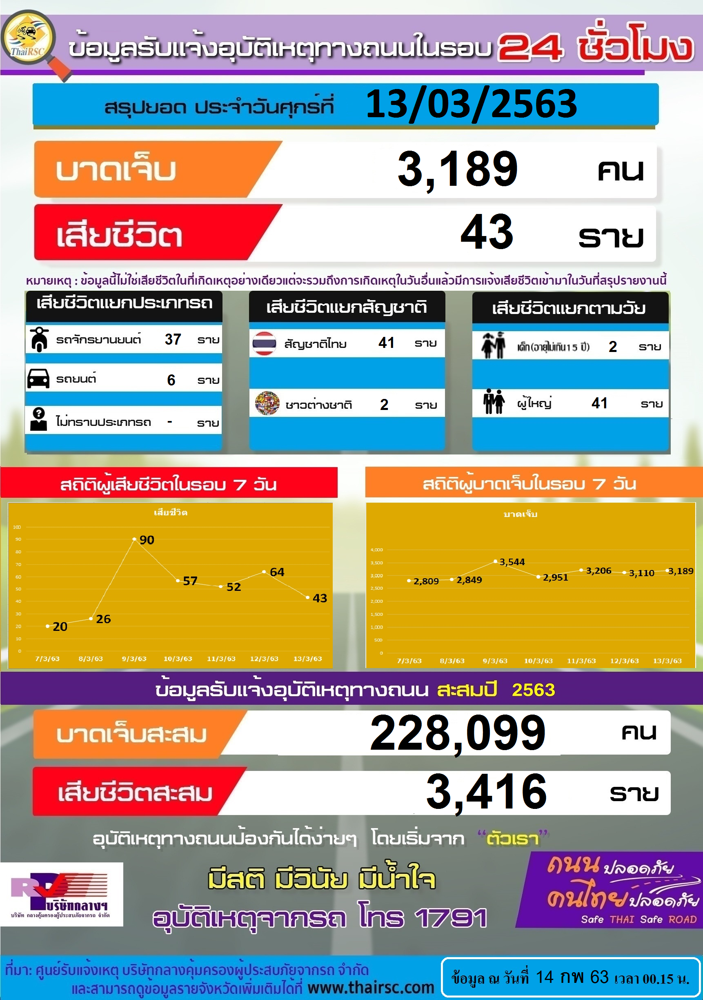 ThaiRSC
ข้อมูลรับแจ้งอุบัติเหตุทางถนนในรอบ 24 ชั่วโมง
สรุปยอด ประจำวันศุกร์ที่ 13/03/2563
บาดเจ็บ 3,189 คน
เสียชีวิต 43 ราย
หมายเหตุ : ข้อมูลนี้ไม่ใช่เสียชีวิตในที่เกิดเหตุอย่างเดียวแต่จะรวมถึงการเกิดเหตุในวันอื่นแล้วมีการแจ้งเสียชีวิตเข้ามาในวันที่สรุปรายงานนี้
เสียชีวิตแยกประเภทรถ
รถจักรยานยนต์ 37 ราย
รถยนต์ 6 ราย
ไม่ทราบประเภทรถ - ราย
เสียชีวิตแยกสัญชาติ
สัญชาติไทย 41 ราย
ชาวต่างชาติ 2 ราย
เสียชีวิตแยกตามวัย
เด็ก(อายุไม่เกิน15 ปี) 2 ราย
ผู้ใหญ่ 41 ราย
สถิติผู้เสียชีวิตในรอบ 7 วัน
เสียชีวิต
100
90
80
70
60
50
40
30
20
10
0
20
26
90
57
52
64
43
7/3/63 8/3/63 9/3/63 10/3/63 11/3/63 12/3/63 13/3/63
สถิติผู้บาดเจ็บในรอบ 7 วัน
บาดเจ็บ
4,000
3,500
3,000
2,500
2,000
1,500
1,000
500
0
2,809
2,849
3,544
2,951
3,206
3,110
3,189
7/3/63 8/3/63 9/3/63 10/3/63 11/3/63 12/3/63 13/3/63
ข้อมูลรับแจ้งอุบัติเหตุทางถนน สะสมปี 2563
บาดเจ็บสะสม 228,099 คน
เสียชีวิตสะสม 3,416 ราย
อุบัติเหตุทางถนนป้องกันได้ง่ายๆ โดยเริ่มจาก “ตัวเรา”
มีสติ มีวินัย มีน้ำใจ
อุบัติเหตุจากรถ โทร 1791
RVP
บริษัทกลางฯ
บริษัท กลางคุ้มครองผู้ประสบภัยจากรถ จำกัด
ถนนปลอดภัย
คนไทยปลอดภัย
Safe THAI Safe ROAD
ที่มา: ศูนย์รับแจ้งเหตุ บริษัทกลางคุ้มครองผู้ประสบภัยจากรถ จำกัด
และสามารถดูข้อมูลรายจังหวัดเพิ่มเติมได้ที่ www.thairsc.com
ข้อมูล ณ วันที่ 14 กพ 63 เวลา 00.15 น.